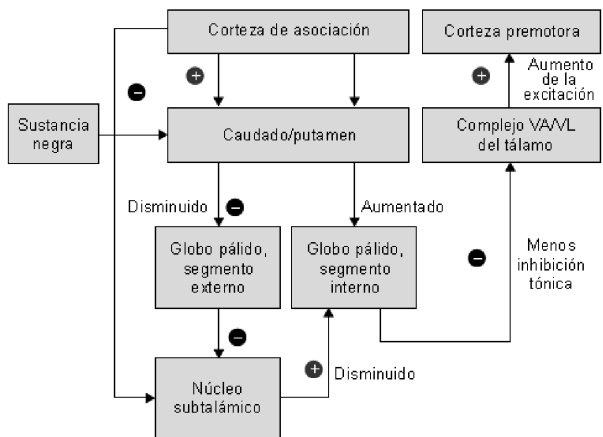 Corteza de asociación
Corteza premotora
+
−
+
Aumento
de la
excitación
Sustancia
negra
Caudado/putamen
Complejo VA/VL
del tálamo
Disminuido
−
Aumentado
Globo pálido,
segmento
externo
Globo pálido,
segmento
interno
−
Menos
inhibición
tónica
−
+
Disminuido
Núcleo
subtalámico